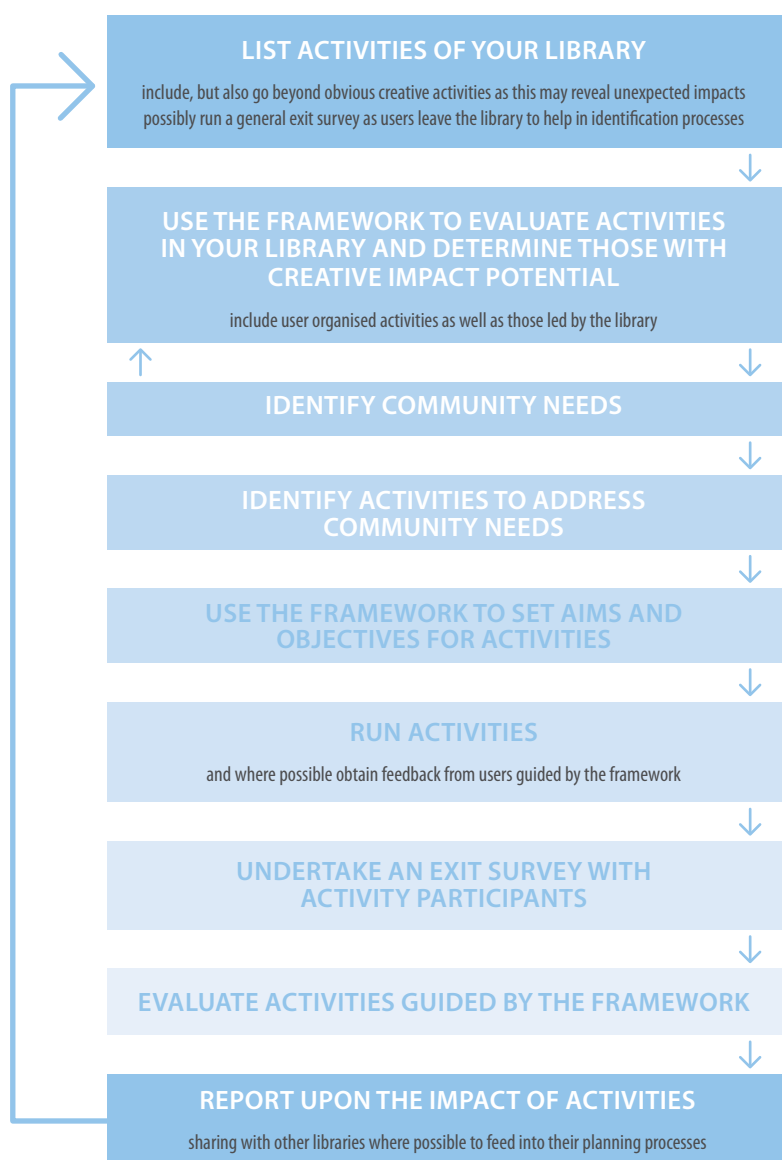 LIST ACTIVITIES OF YOUR LIBRARY
include, but also go beyond obvious creative activities as this may reveal unexpected impacts
possibly run a general exit survey as users leave the library to help in identification processes
USE THE FRAMEWORK TO EVALUATE ACTIVITIES
IN YOUR LIBRARY AND DETERMINE THOSE WITH
CREATIVE IMPACT POTENTIAL
include user organised activities as well as those led by the library
IDENTIFY COMMUNITY NEEDS
IDENTIFY ACTIVITIES TO ADDRESS
COMMUNITY NEEDS
USE THE FRAMEWORK TO SET AIMS AND
OBJECTIVES FOR ACTIVITIES
RUN ACTIVITIES
and where possible obtain feedback from users guided by the framework
UNDERTAKE AN EXIT SURVEY WITH
ACTIVITY PARTICIPANTS
EVALUATE ACTIVITIES GUIDED BY THE FRAMEWORK
REPORT UPON THE IMPACT OF ACTIVITIES
sharing with other libraries where possible to feed into their planning processes